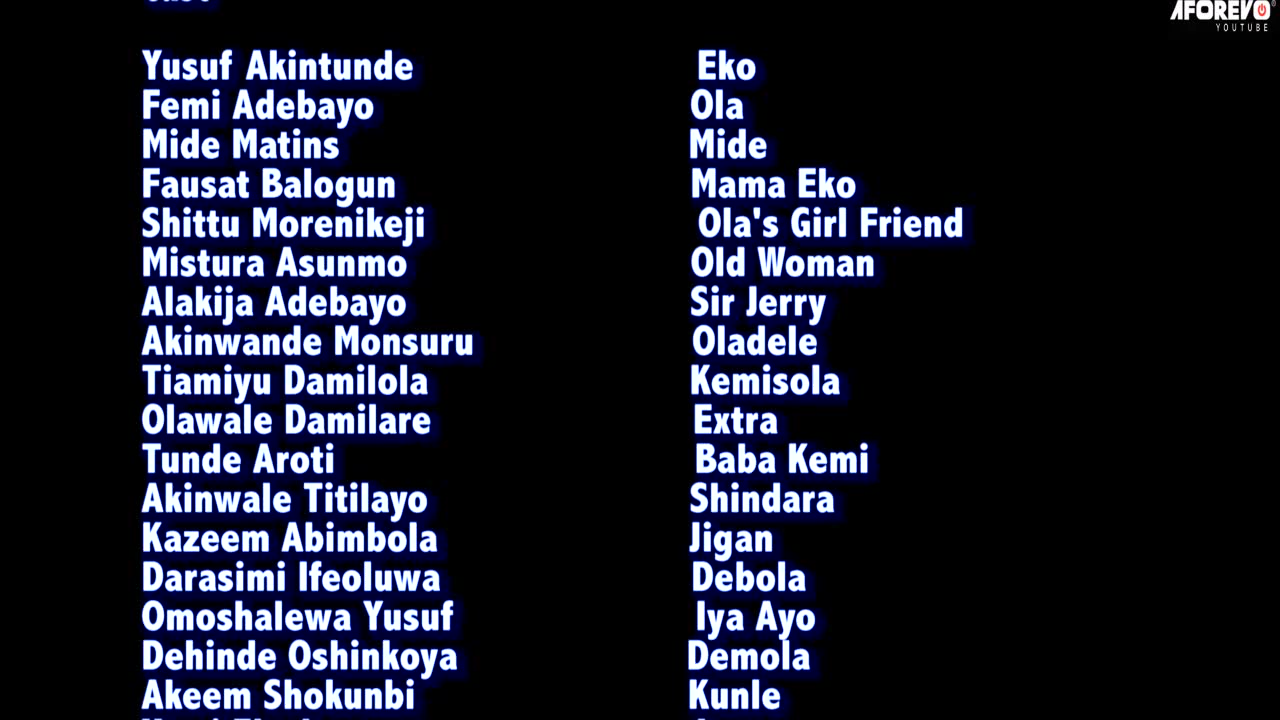 AFOREVO
YOUTUBE
Yusuf Akintunde Eko
Femi Adebayo Ola
Mide Matins Mide
Fausat Balogun Mama Eko
Shittu Morenikeji Ola's Girl Friend
Mistura Asunmo Old Woman
Alakija Adebayo Sir Jerry
Akinwande Monsuru Oladele
Tiamiyu Damilola Kemisola
Olawale Damilare Extra
Tunde Aroti Baba Kemi
Akinwale Titilayo Shindara
Kazeem Abimbola Jigan
Darasimi Ifeoluwa Debola
Omoshalewa Yusuf Iya Ayo
Dehinde Oshinkoya Demola
Akeem Shokunbi Kunle